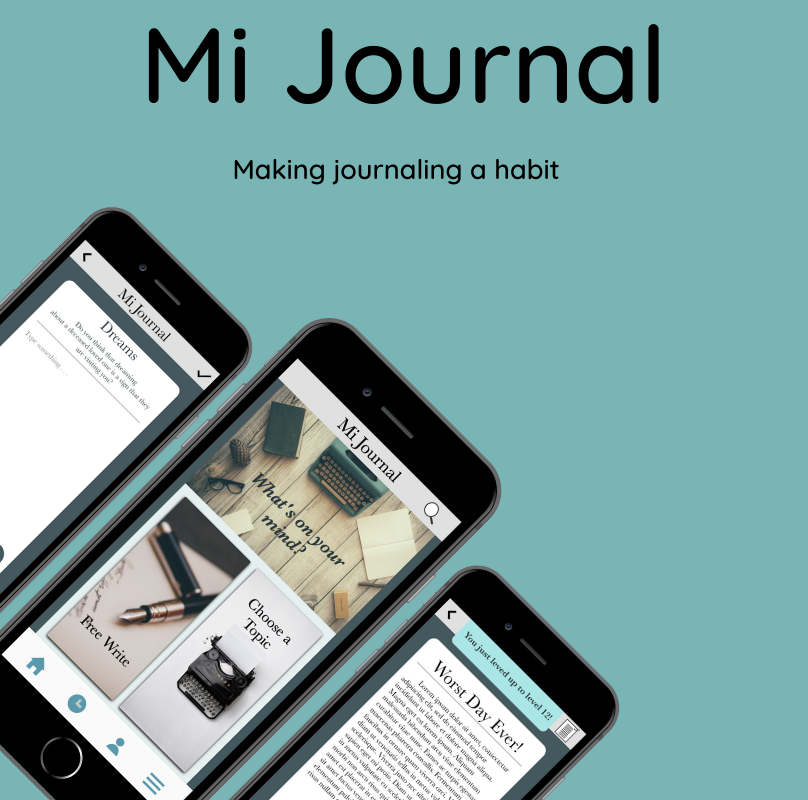 Mi Journal
Making journaling a habit
Mi Journal
Dreams
Do you think that dreaming
about a deceased loved one is a sign that they
are visiting you?
Type something . . .
Mi Journal
What's on your
mind?
Free Write
Choose a
Topic
You just leved up to level 12!
Worst Day Ever!
Lorem ipsum dolor sit amet, consectetur
adipiscing elit, sed do eiusmod tempor
incididunt ut labore et dolore magna aliqua.